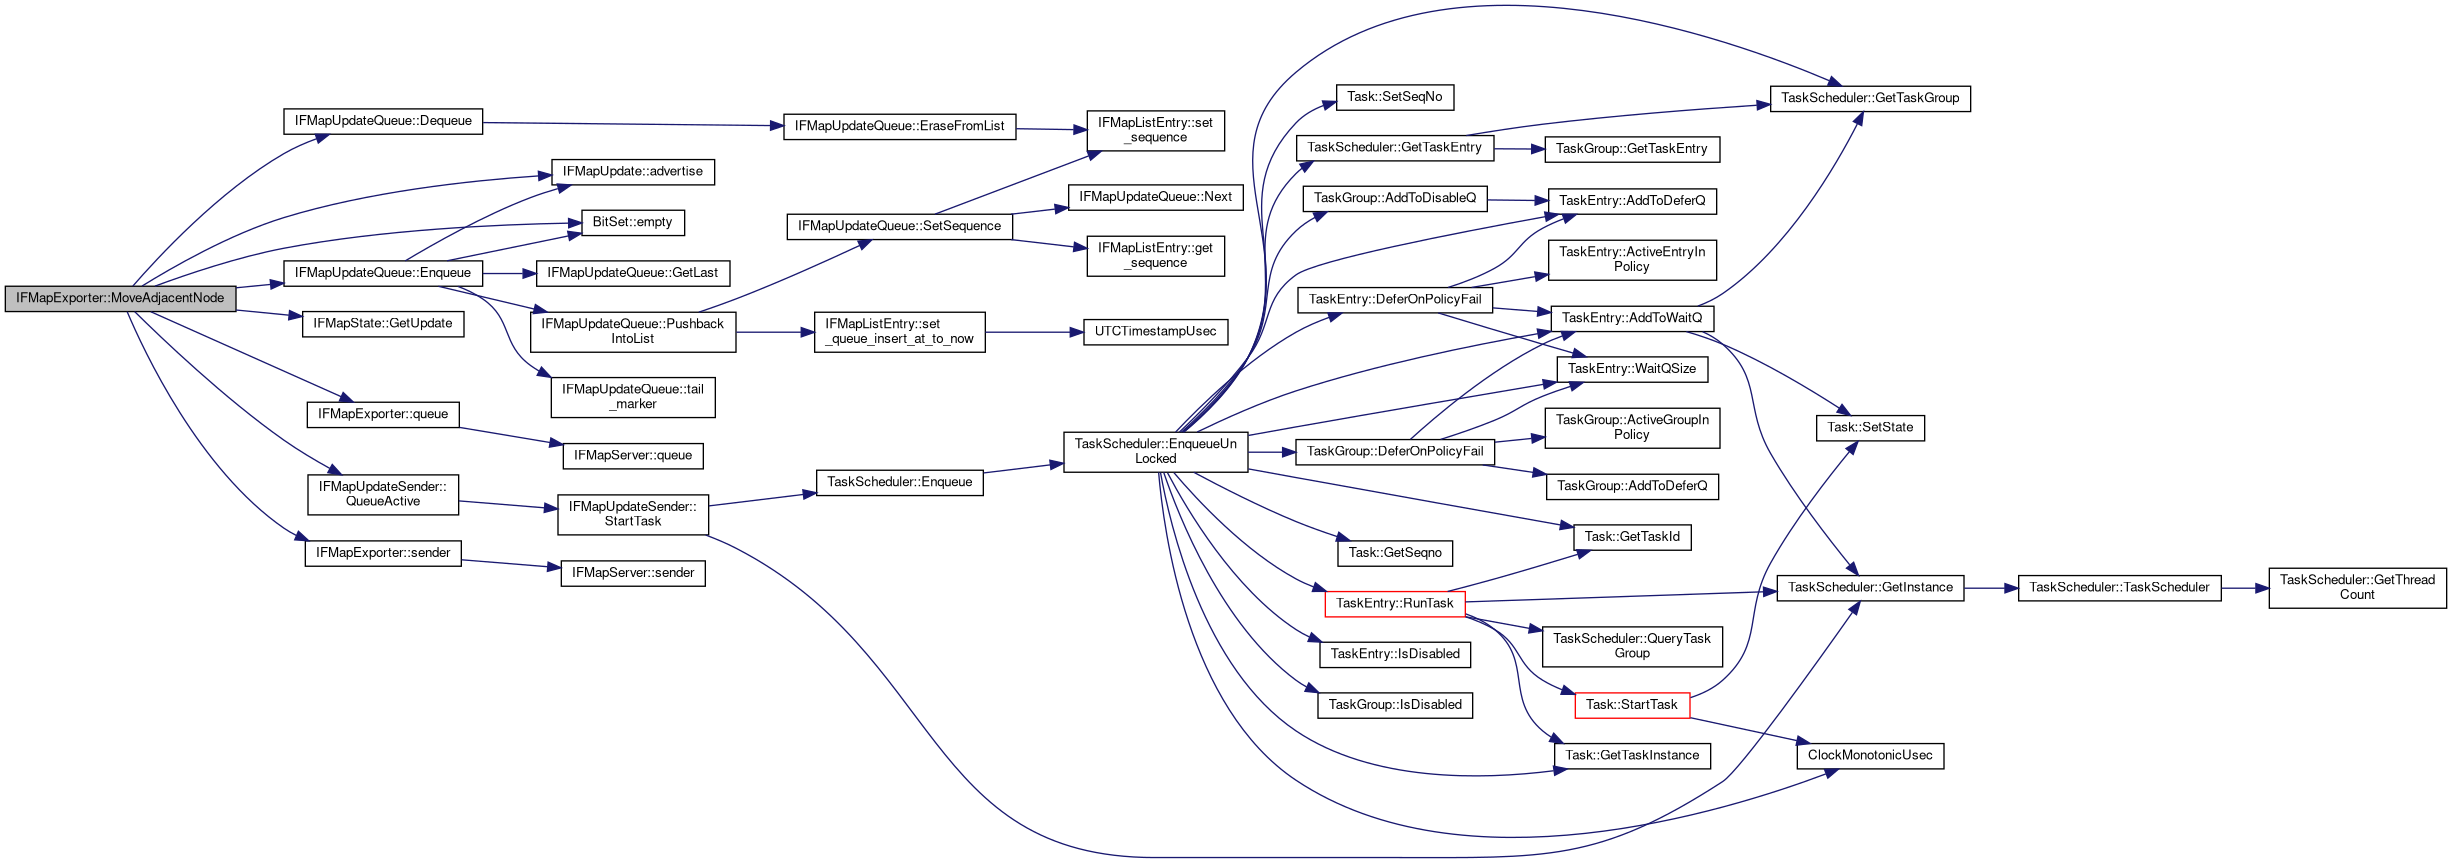 IFMapExporter::MoveAdjacentNode
IFMapUpdateQueue::Dequeue
IFMapUpdateQueue::EraseFromList
IFMapListEntry::set
_sequence
IFMapUpdate::advertise
BitSet::empty
IFMapUpdateQueue::Enqueue
IFMapUpdateQueue::GetLast
IFMapUpdateQueue::Pushback
IntoList
IFMapUpdateQueue::tail
_marker
IFMapUpdateQueue::SetSequence
IFMapUpdateQueue::Next
IFMapListEntry::get
_sequence
IFMapListEntry::set
_queue_insert_at_to_now
UTCTimestampUsec
IFMapState::GetUpdate
IFMapExporter::queue
IFMapServer::queue
IFMapUpdateSender::
QueueActive
IFMapUpdateSender::
StartTask
IFMapExporter::sender
IFMapServer::sender
TaskScheduler::Enqueue
TaskScheduler::EnqueueUn
Locked
Task::SetSeqNo
TaskScheduler::GetTaskEntry
TaskScheduler::GetTaskGroup
TaskGroup::GetTaskEntry
TaskGroup::AddToDisableQ
TaskEntry::AddToDeferQ
TaskEntry::ActiveEntryIn
Policy
TaskEntry::DeferOnPolicyFail
TaskEntry::AddToWaitQ
TaskEntry::WaitQSize
TaskGroup::ActiveGroupIn
Policy
TaskGroup::DeferOnPolicyFail
TaskGroup::AddToDeferQ
Task::SetState
Task::GetTaskId
Task::GetSeqno
TaskEntry::RunTask
TaskScheduler::GetInstance
TaskScheduler::TaskScheduler
TaskScheduler::GetThread
Count
TaskScheduler::QueryTask
Group
TaskEntry::IsDisabled
TaskGroup::IsDisabled
Task::StartTask
Task::GetTaskInstance
ClockMonotonicUsec